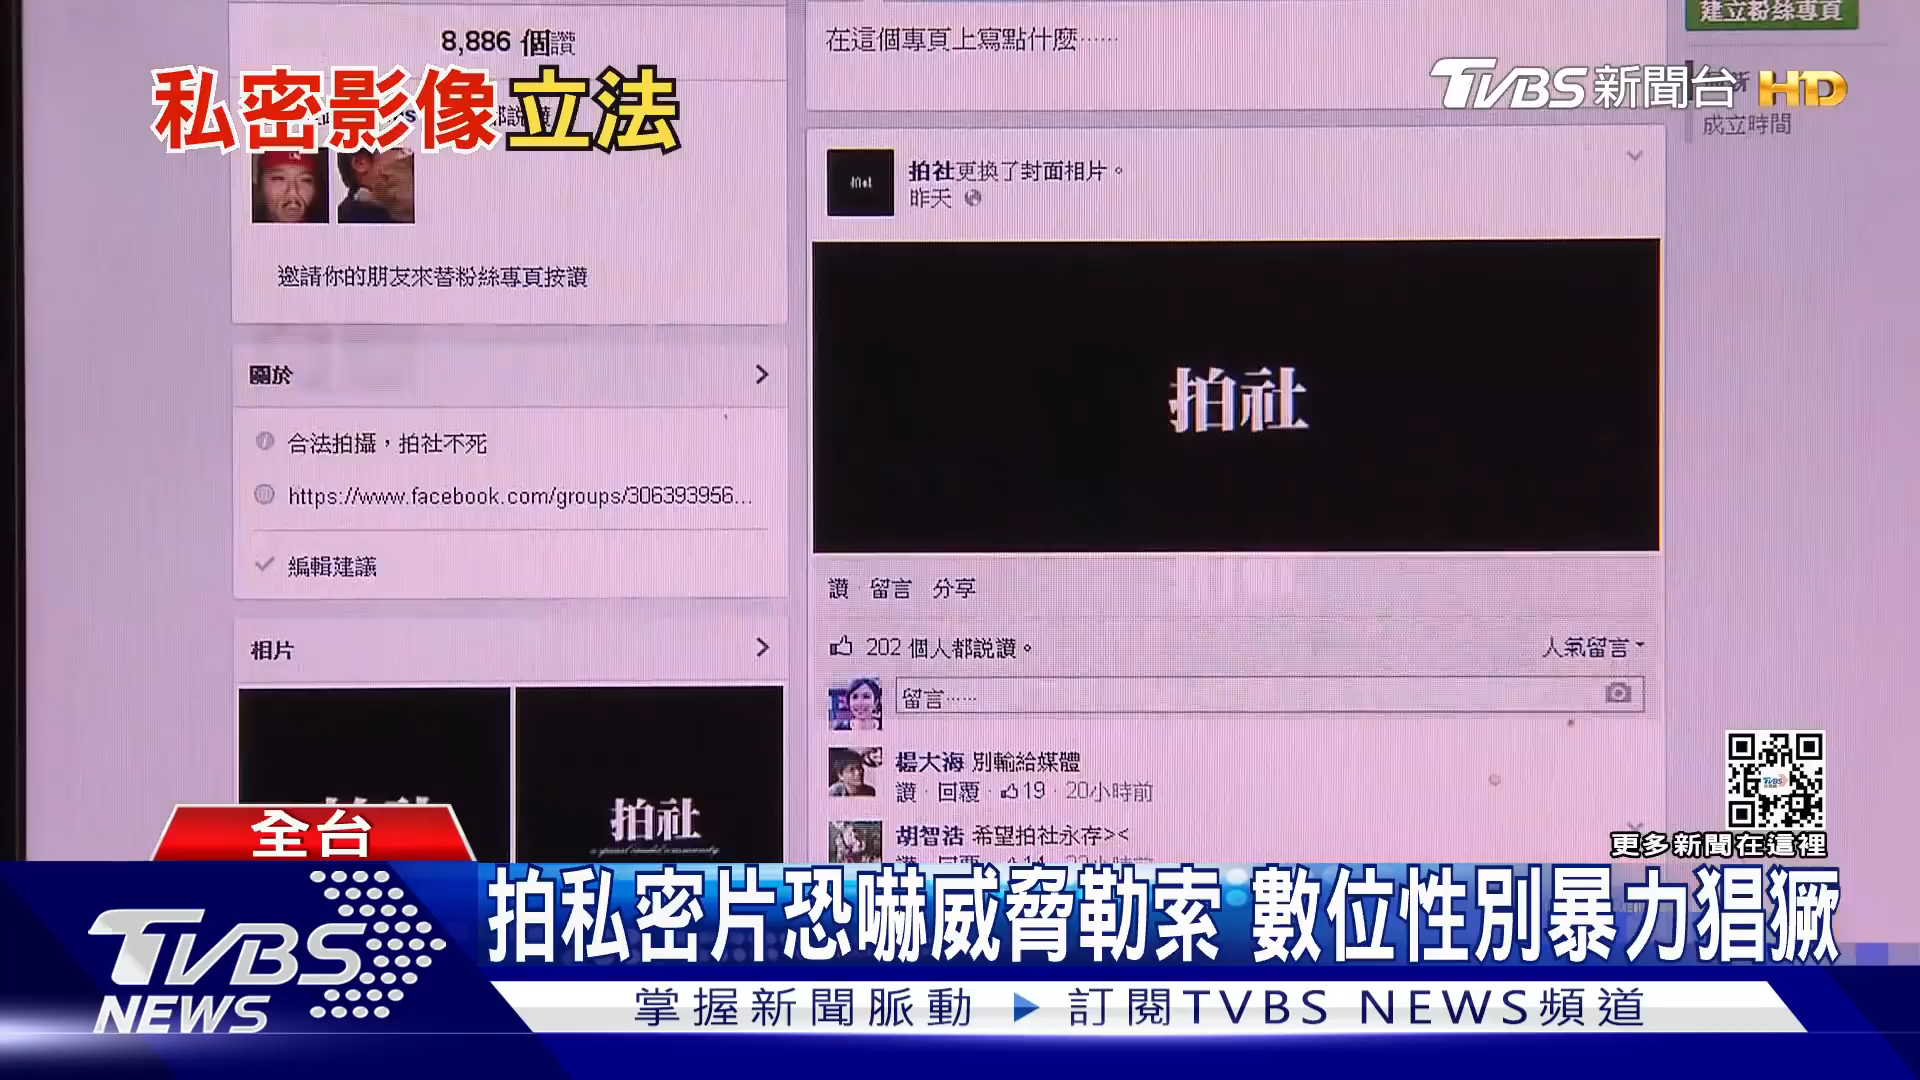 8,886 個讚
在這個專頁上寫點什麼……
建立粉絲專頁
私密影像立法
TVBS新聞台 HD
成立時間
拍社更換了封面相片。
昨天
拍社
邀請你的朋友來替粉絲專頁按讚
拍社
關於
合法拍攝,拍社不死
https://www.facebook.com/groups/306393956...
編輯建議
讚 · 留言 分享
202 個人都說讚。
人氣留言
相片
留言……
楊大海 別輸給媒體
讚 · 回覆 · 19 · 20小時前
拍社
胡智浩 希望拍社永存><
更多新聞在這裡
全台
拍私密片恐嚇威脅勒索 數位性別暴力猖獗
TVBS NEWS
掌握新聞脈動 訂閱TVBS NEWS頻道